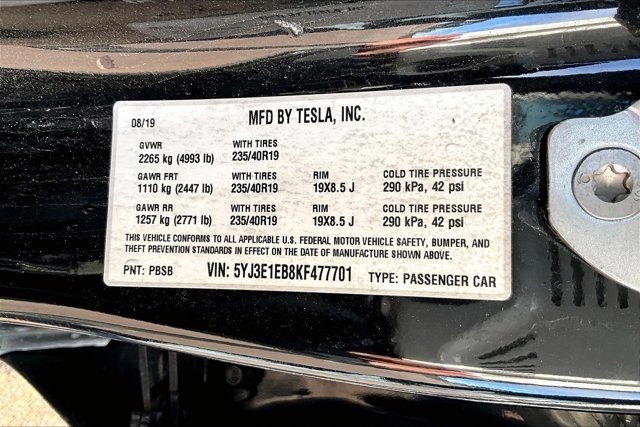 08/19 MFD BY TESLA, INC.
GVWR WITH TIRES
2265 kg (4993 lb) 235/40R19
GAWR FRT WITH TIRES RIM COLD TIRE PRESSURE
1110 kg (2447 lb) 235/40R19 19X8.5 J 290 kPa, 42 psi
GAWR RR WITH TIRES RIM COLD TIRE PRESSURE
1257 kg (2771 lb) 235/40R19 19X8.5 J 290 kPa, 42 psi
THIS VEHICLE CONFORMS TO ALL APPLICABLE U.S. FEDERAL MOTOR VEHICLE SAFETY, BUMPER, AND
THEFT PREVENTION STANDARDS IN EFFECT ON THE DATE OF MANUFACTURE SHOWN ABOVE.
PNT: PBSB VIN: 5YJ3E1EB8KF477701 TYPE: PASSENGER CAR